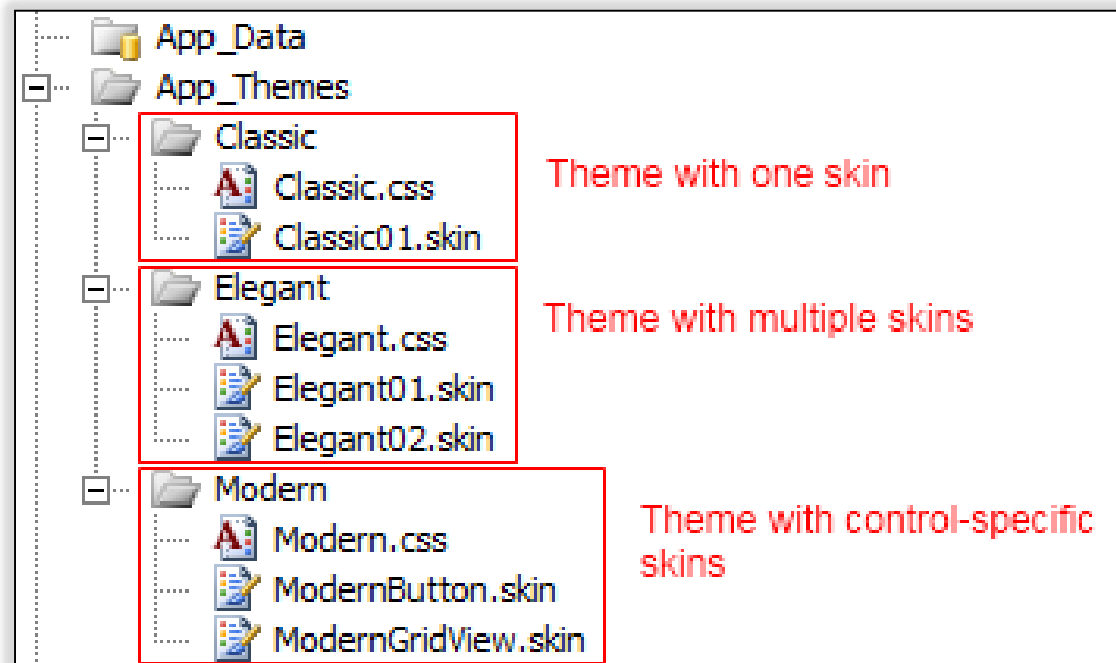 App_Data
App_Themes
Classic
Classic.css
Theme with one skin
Classic01.skin
Elegant
Elegant.css
Theme with multiple skins
Elegant01.skin
Elegant02.skin
Modern
Modern.css
Theme with control-specific
skins
ModernButton.skin
ModernGridView.skin